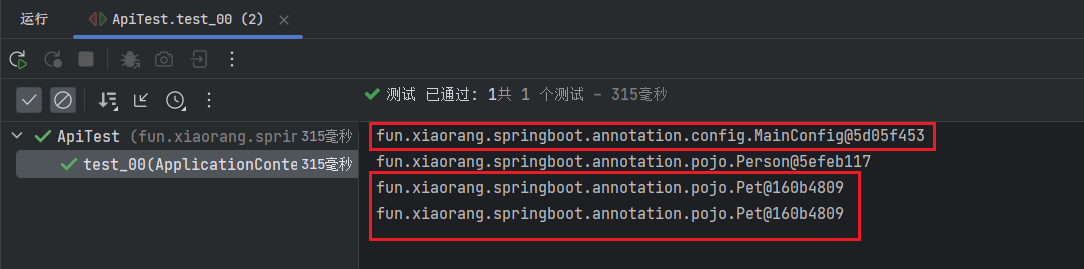 运行
ApiTest.test_00 (2)
测试 已通过: 1共 1 个测试 – 315毫秒
ApiTest (fun.xiaorang.sprin 315毫秒
test_00(ApplicationConte 315毫秒
fun.xiaorang.springboot.annotation.config.MainConfig@5d05f453
fun.xiaorang.springboot.annotation.pojo.Person@5efeb117
fun.xiaorang.springboot.annotation.pojo.Pet@160b4809
fun.xiaorang.springboot.annotation.pojo.Pet@160b4809